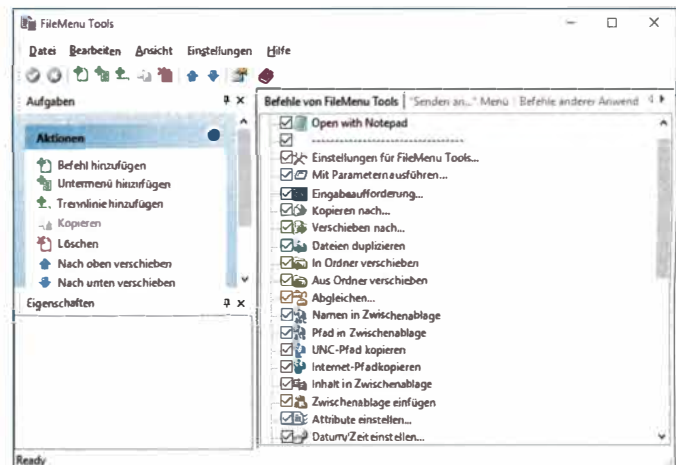 FileMenu Tools
Datei Bearbeiten Ansicht Einstellungen Hilfe
Aufgaben
Aktionen
Befehl hinzufügen
Untermenü hinzufügen
Trennlinie hinzufügen
Kopieren
Löschen
Nach oben verschieben
Nach unten verschieben
Eigenschaften
Befehle von FileMenu Tools "Senden an..." Menü Befehle anderer Anwend
Open with Notepad
--------------------------------
Einstellungen für FileMenu Tools...
Mit Parametern ausführen...
Eingabeaufforderung...
Kopieren nach...
Verschieben nach...
Dateien duplizieren
In Ordner verschieben
Aus Ordner verschieben
Abgleichen...
Namen in Zwischenablage
Pfad in Zwischenablage
UNC-Pfad kopieren
Internet-Pfad kopieren
Inhalt in Zwischenablage
Zwischenablage einfügen
Attribute einstellen...
Datum/Zeit einstellen...
Ready